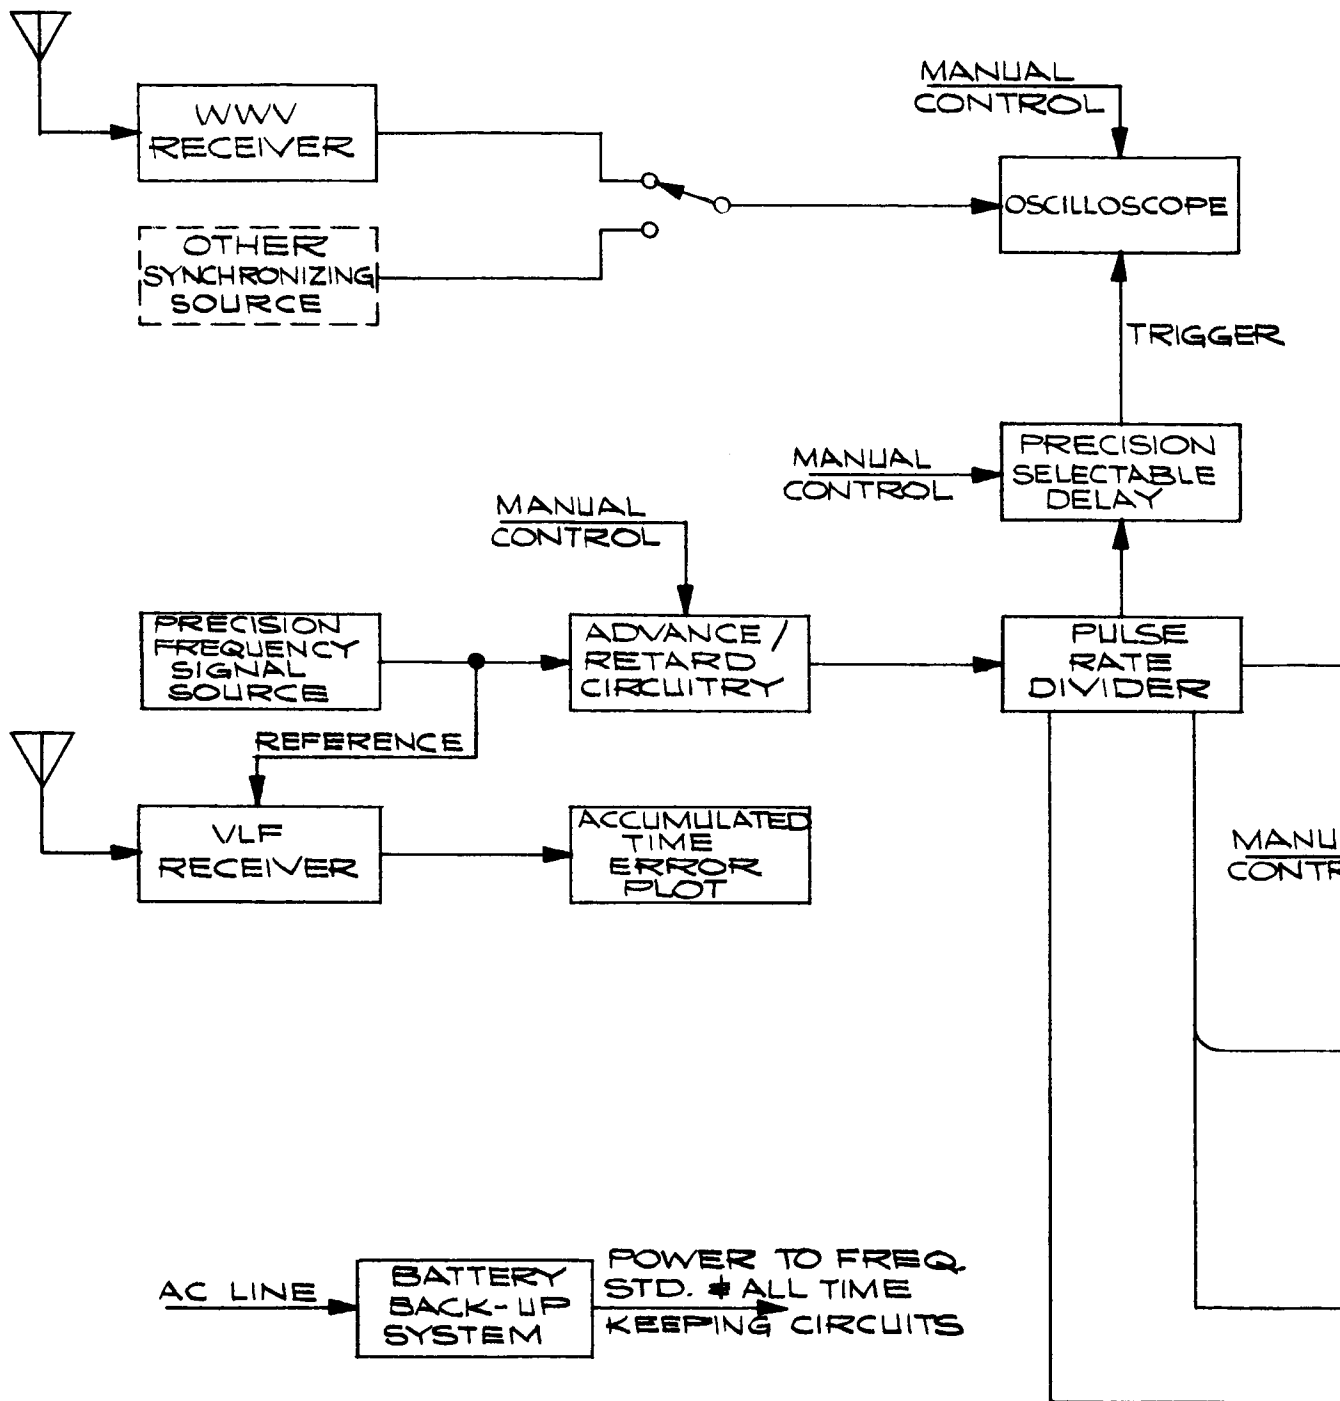 WWV
RECEIVER
MANUAL
CONTROL
OSCILLOSCOPE
OTHER
SYNCHRONIZING
SOURCE
TRIGGER
MANUAL
CONTROL
PRECISION
SELECTABLE
DELAY
MANUAL
CONTROL
PRECISION
FREQUENCY
SIGNAL
SOURCE
ADVANCE /
RETARD
CIRCUITRY
PULSE
RATE
DIVIDER
REFERENCE
VLF
RECEIVER
ACCUMULATED
TIME
ERROR
PLOT
MANU
CONTR
AC LINE
BATTERY
BACK-UP
SYSTEM
POWER TO FREQ
STD. & ALL TIME
KEEPING CIRCUITS